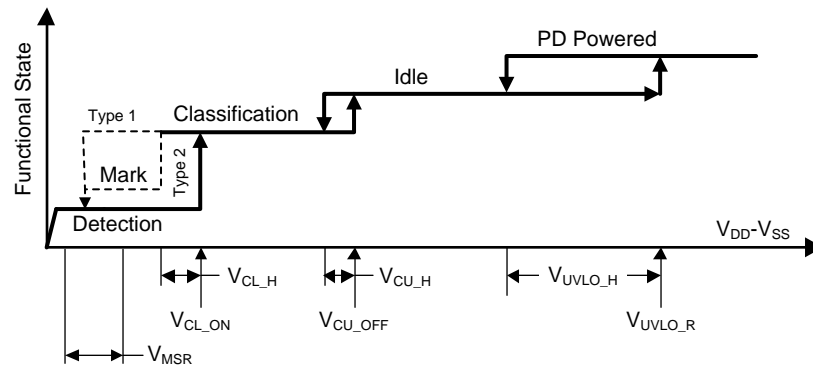 Functional State
PD Powered
Idle
Classification
Type 1
Mark
Type 2
Detection
V_DD-V_SS
V_CL_H
V_CU_H
V_UVLO_H
V_CL_ON
V_CU_OFF
V_UVLO_R
V_MSR